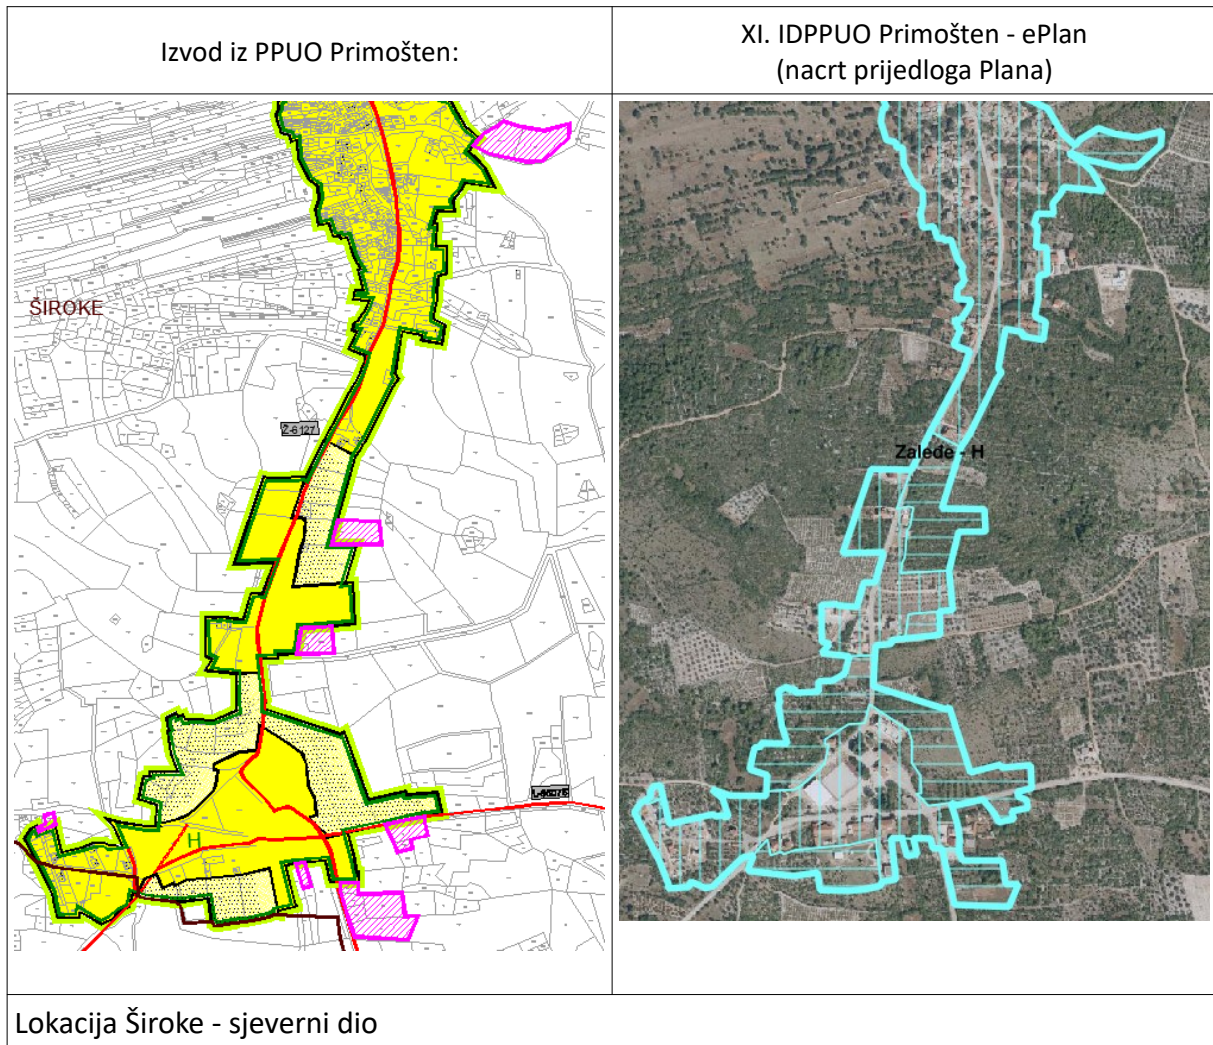 Izvod iz PPUO Primošten:
XI. IDPPUO Primošten - ePlan
(nacrt prijedloga Plana)
ŠIROKE
Ž-6127
H
Zaleđe - H
Lokacija Široke - sjeverni dio